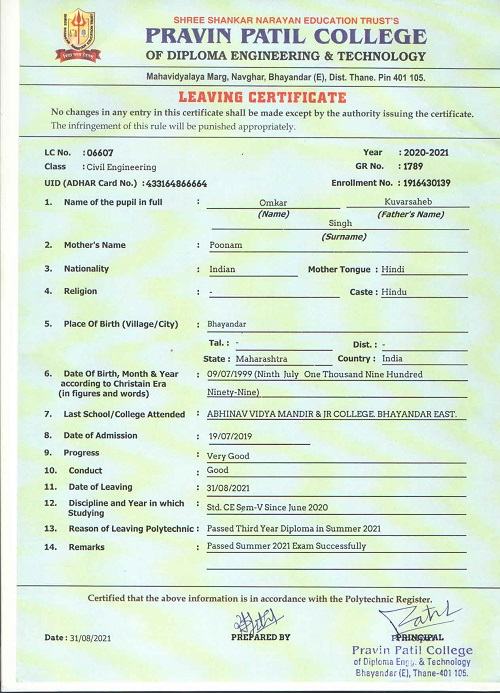 SHREE SHANKAR NARAYAN EDUCATION TRUST'S
PRAVIN PATIL COLLEGE
OF DIPLOMA ENGINEERING & TECHNOLOGY
Mahavidyalaya Marg, Navghar, Bhayandar (E), Dist. Thane. Pin 401 105.
LEAVING CERTIFICATE
No changes in any entry in this certificate shall be made except by the authority issuing the certificate.
The infringement of this rule will be punished appropriately.
LC No. : 06607 Year : 2020-2021
Class : Civil Engineering GR No. : 1789
UID (ADHAR Card No.) : 433164866664 Enrollment No. : 1916430139
1. Name of the pupil in full : Omkar Kuvarsaheb
(Name) (Father's Name)
Singh
(Surname)
2. Mother's Name : Poonam
3. Nationality : Indian Mother Tongue : Hindi
4. Religion : - Caste : Hindu
5. Place Of Birth (Village/City) : Bhayandar
Tal. : - Dist. : -
State : Maharashtra Country : India
6. Date Of Birth, Month & Year : 09/07/1999 (Ninth July One Thousand Nine Hundred
according to Christain Era
(in figures and words) Ninety-Nine)
7. Last School/College Attended : ABHINAV VIDYA MANDIR & JR COLLEGE. BHAYANDAR EAST.
8. Date of Admission : 19/07/2019
9. Progress : Very Good
10. Conduct : Good
11. Date of Leaving : 31/08/2021
12. Discipline and Year in which : Std. CE Sem-V Since June 2020
Studying
13. Reason of Leaving Polytechnic : Passed Third Year Diploma in Summer 2021
14. Remarks : Passed Summer 2021 Exam Successfully
Certified that the above information is in accordance with the Polytechnic Register.
Patil
Date : 31/08/2021 PREPARED BY PRINCIPAL
Pravin Patil College
of Diploma Engg. & Technology
Bhayandar (E), Thane-401 105.